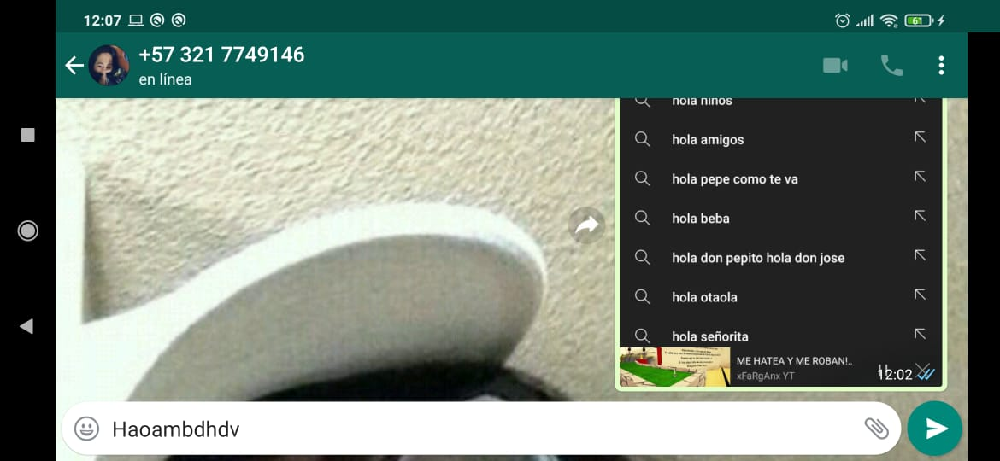 12:07
61
+57 321 7749146
en línea
hola niños
hola amigos
hola pepe como te va
hola beba
hola don pepito hola don jose
hola otaola
hola señorita
ME HATEA Y ME ROBAN!..
xFaRgAnx YT
12:02
Haoambdhdv